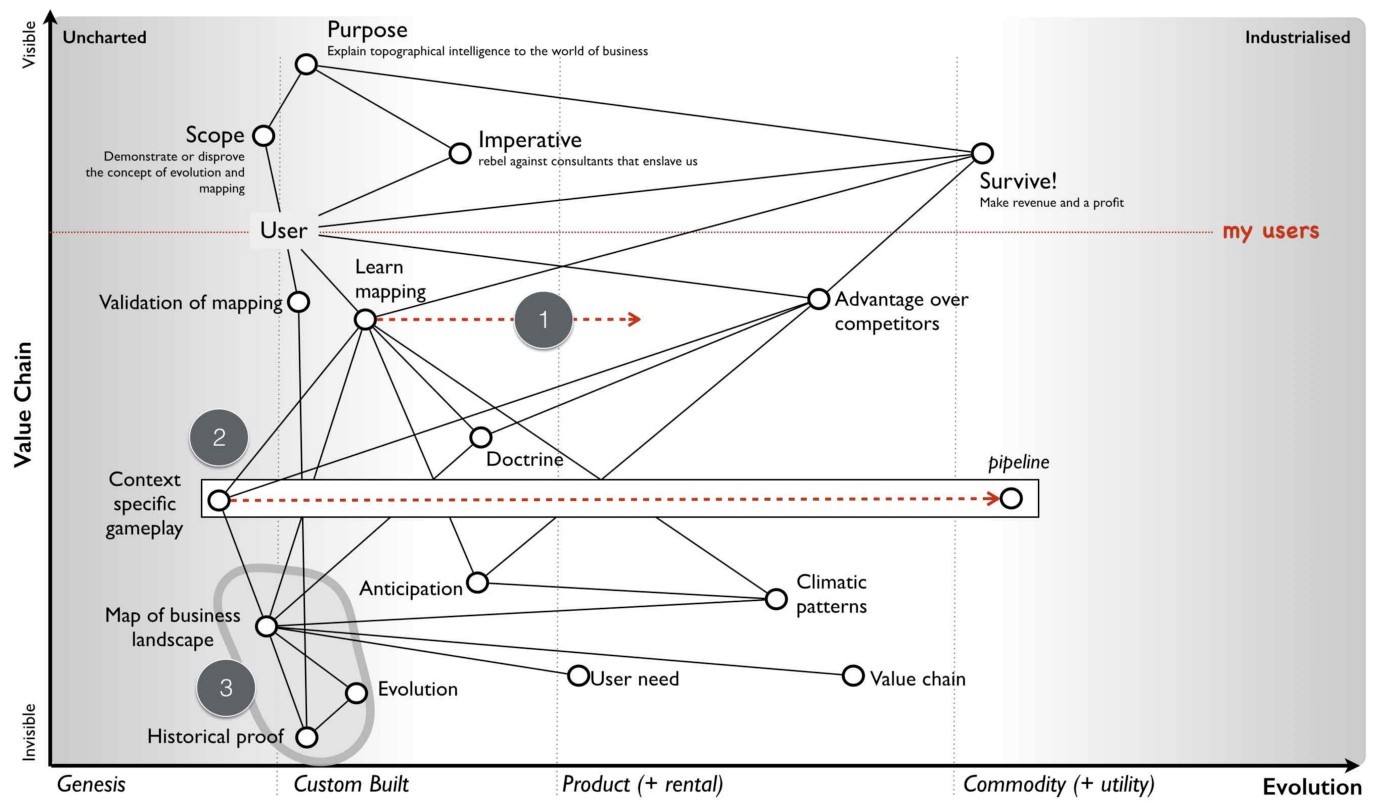 Visible
Uncharted
Purpose
Explain topographical intelligence to the world of business
Industrialised
Scope
Demonstrate or disprove
the concept of evolution and
mapping
Imperative
rebel against consultants that enslave us
Survive!
Make revenue and a profit
User
my users
Learn
mapping
Validation of mapping
1
Advantage over
competitors
Value Chain
2
Doctrine
pipeline
Context
specific
gameplay
Anticipation
Climatic
patterns
Map of business
landscape
3
User need
Value chain
Evolution
Historical proof
Invisible
Genesis
Custom Built
Product (+ rental)
Commodity (+ utility)
Evolution